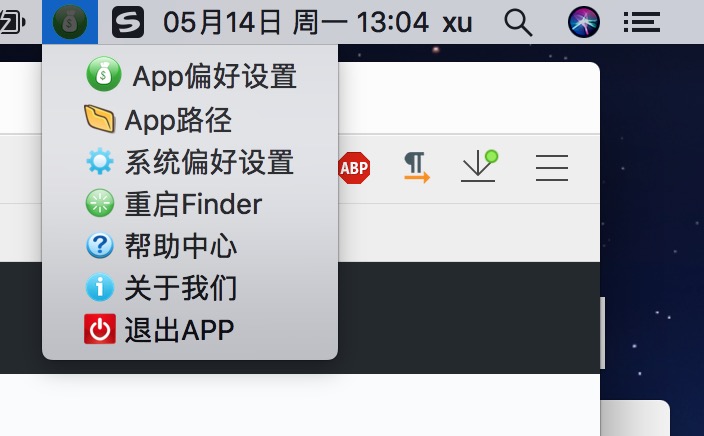 05月14日 周一 13:04 xu
App偏好设置
App路径
系统偏好设置
ABP
重启Finder
帮助中心
关于我们
退出APP